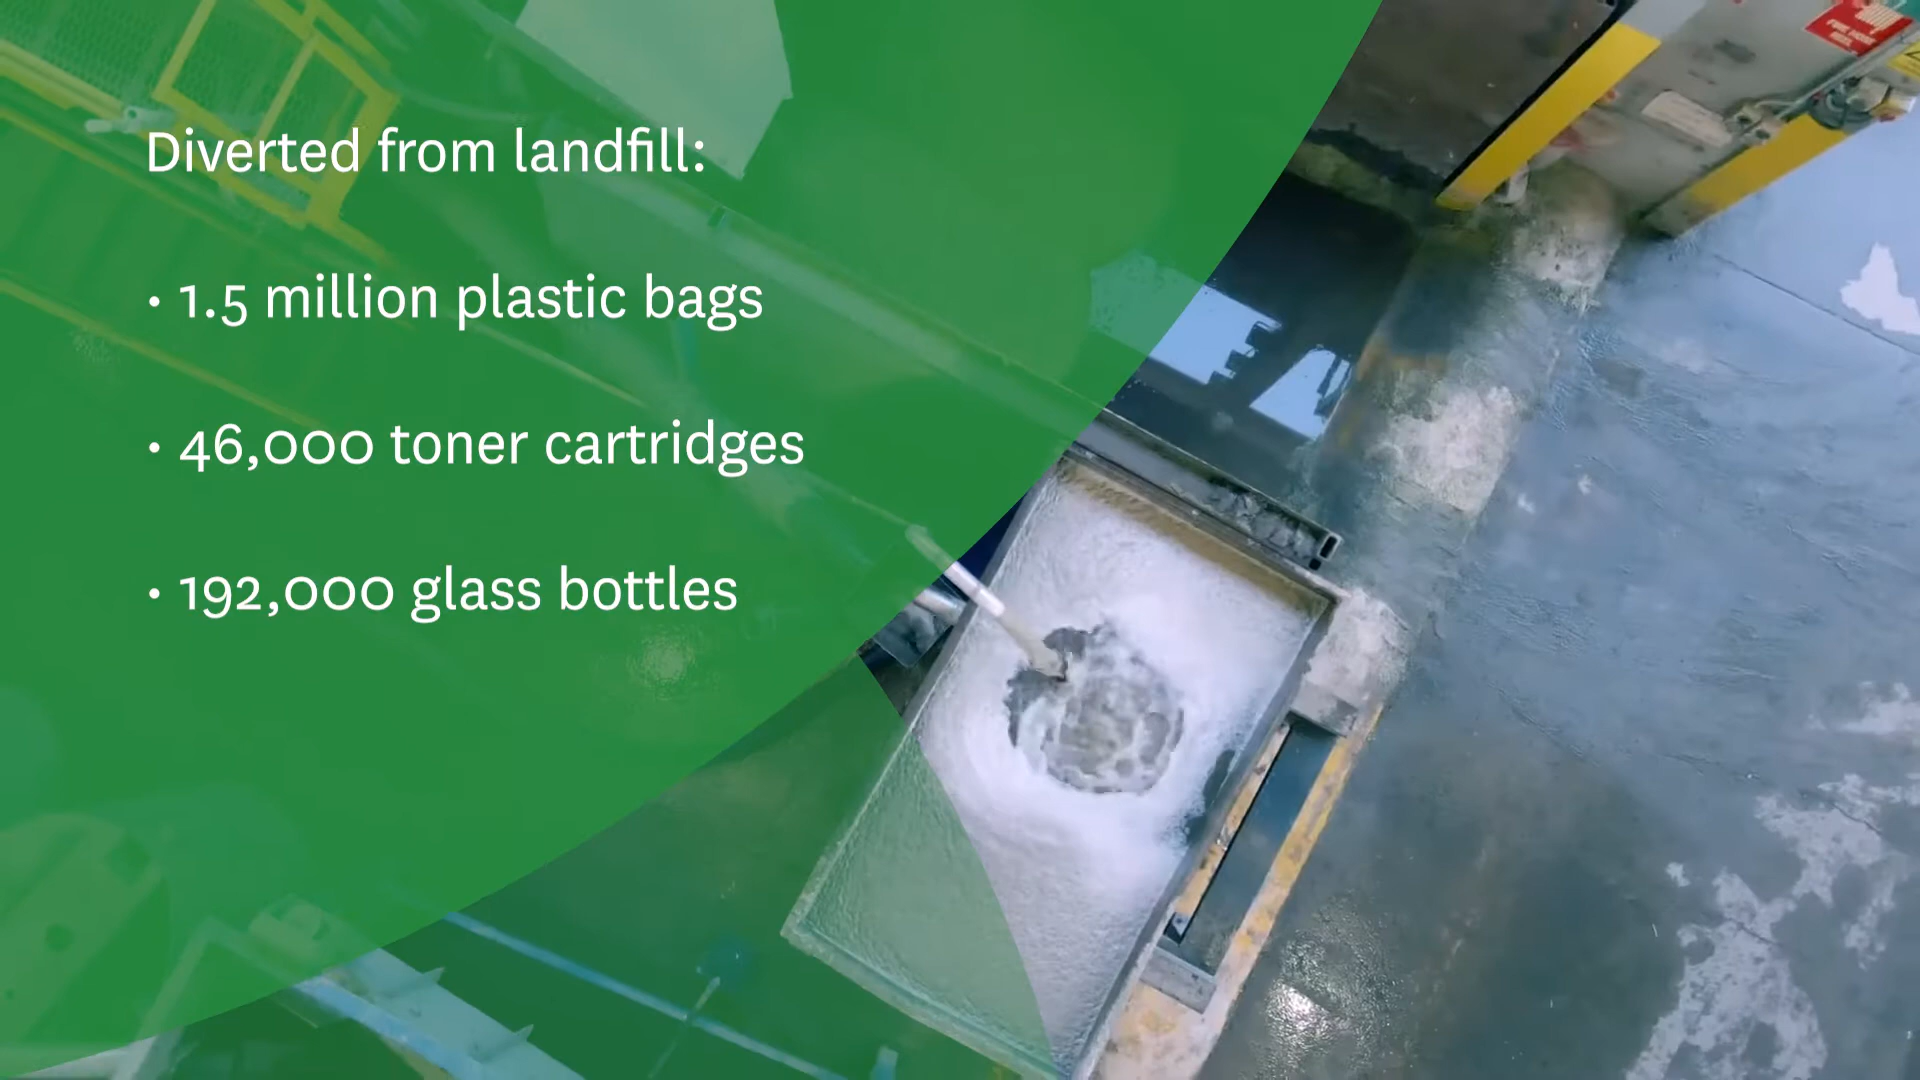 Diverted from landfill:
• 1.5 million plastic bags
• 46,000 toner cartridges
• 192,000 glass bottles